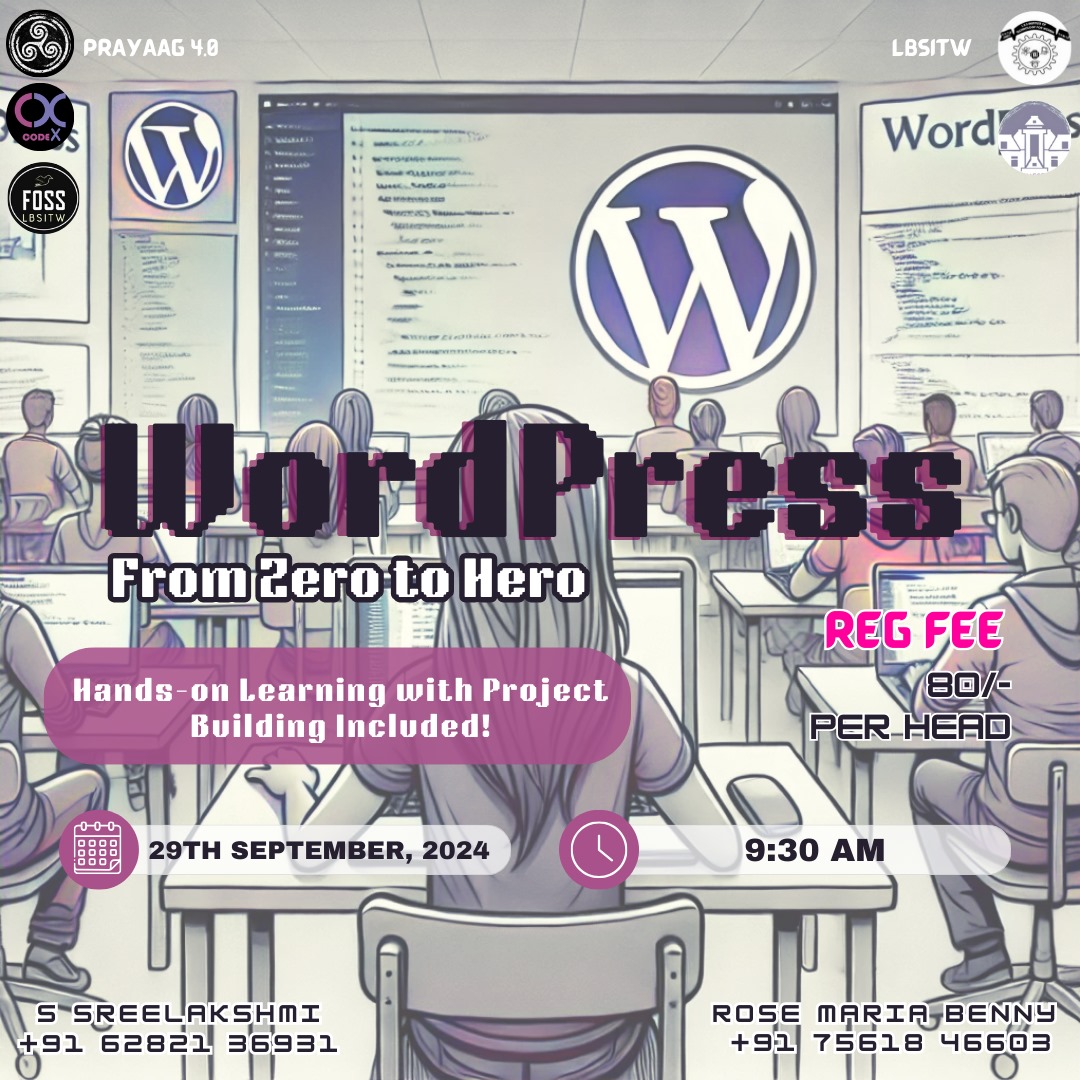 PRAYAAG 4.0
LBSITW
CODEX
FOSS
LBSITW
WordPress
From Zero to Hero
REG FEE
80/-
PER HEAD
Hands-on Learning with Project
Building Included!
29TH SEPTEMBER, 2024
9:30 AM
S SREELAKSHMI
+91 62821 36931
ROSE MARIA BENNY
+91 75618 46603